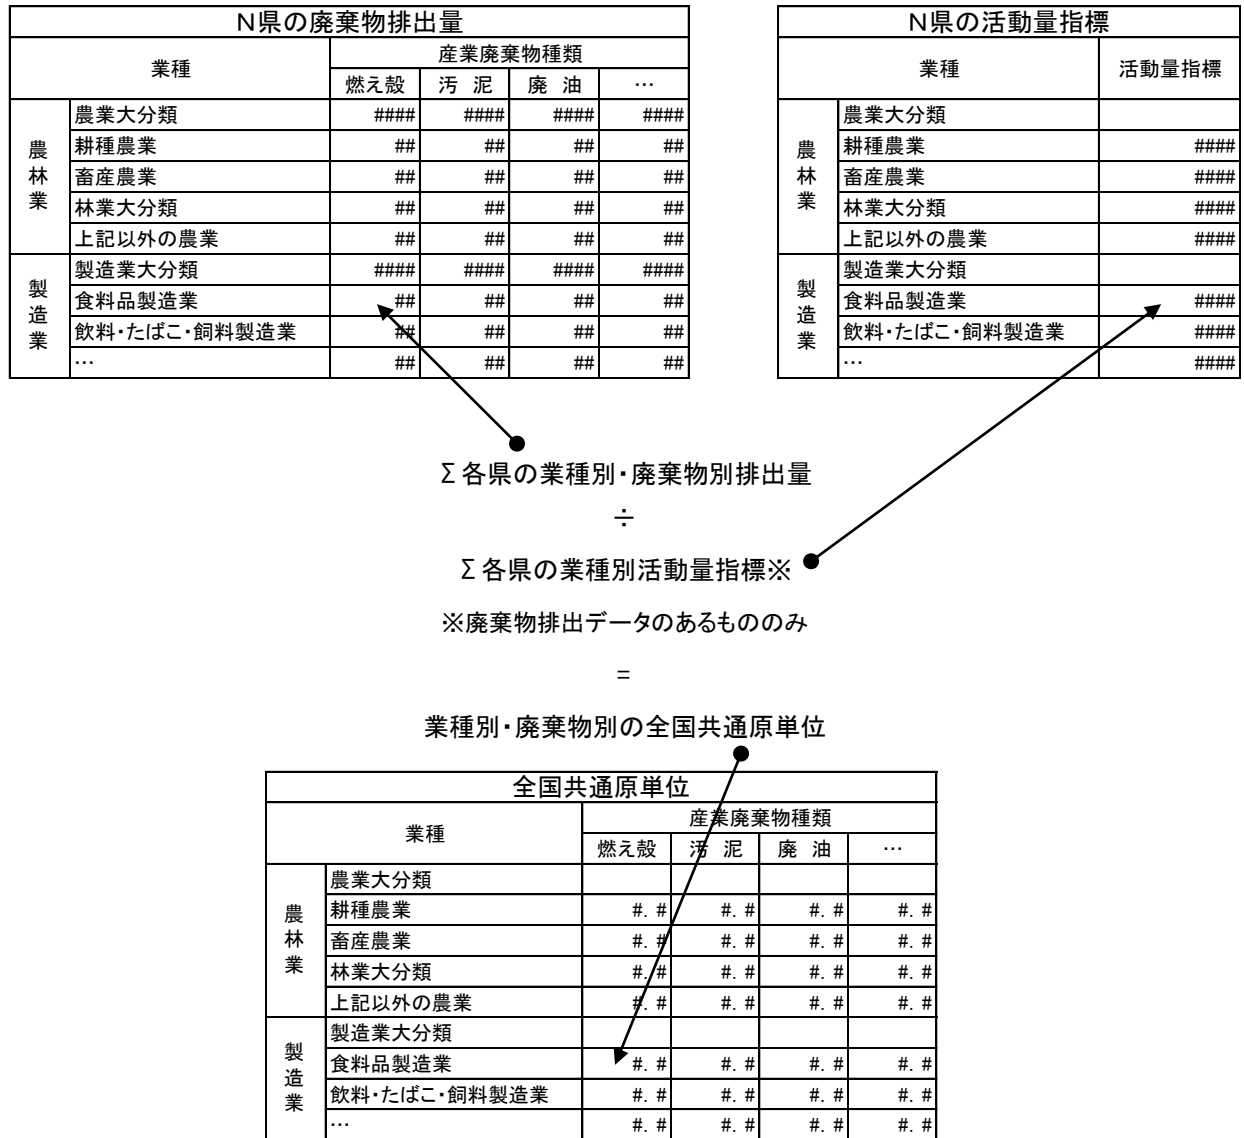 N県の廃棄物排出量
業種 産業廃棄物種類
燃え殻 汚 泥 廃 油 …
農林業
農業大分類 #### #### #### ####
耕種農業 ## ## ## ##
畜産農業 ## ## ## ##
林業大分類 ## ## ## ##
上記以外の農業 ## ## ## ##
製造業
製造業大分類 #### #### #### ####
食料品製造業 ## ## ## ##
飲料・たばこ・飼料製造業 ## ## ## ##
… ## ## ## ##
N県の活動量指標
業種 活動量指標
農林業
農業大分類
耕種農業 ####
畜産農業 ####
林業大分類 ####
上記以外の農業 ####
製造業
製造業大分類
食料品製造業 ####
飲料・たばこ・飼料製造業 ####
… ####
Σ各県の業種別・廃棄物別排出量
÷
Σ各県の業種別活動量指標※
※廃棄物排出データのあるもののみ
=
業種別・廃棄物別の全国共通原単位
全国共通原単位
業種 産業廃棄物種類
燃え殻 汚 泥 廃 油 …
農林業
農業大分類
耕種農業 #. # #. # #. # #. #
畜産農業 #. # #. # #. # #. #
林業大分類 #. # #. # #. # #. #
上記以外の農業 #. # #. # #. # #. #
製造業
製造業大分類
食料品製造業 #. # #. # #. # #. #
飲料・たばこ・飼料製造業 #. # #. # #. # #. #
… #. # #. # #. # #. #